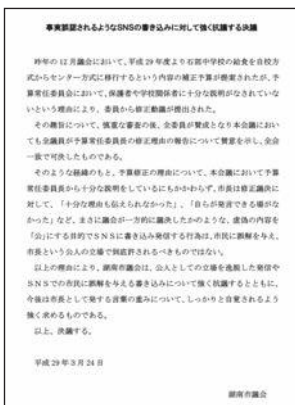 事実誤認されるようなSNSの書き込みに対して強く抗議する決議
昨年の12月議会において、平成29年度より石部中学校の給食を自校方
式からセンター方式に移行するという内容の補正予算が提案されたが、予
算常任委員会において、保護者や学校関係者に十分な説明がなされていな
いという理由により、委員から修正動議が提出された。
その趣旨について、慎重な審査の後、全委員が賛成となり本会議におい
ても全議員が予算常任委員長の修正理由の報告について賛意を示し、全会
一致で可決したものである。
そのような経緯のもと、予算修正の理由について、本会議において予算
常任委員長から十分な説明をしているにもかかわらず、市長は修正議決に
対して、「十分な理由も伝えられなかった」、「自らが発言できる場がな
かった」など、まさに議会が一方的に議決したかのような、虚偽の内容を
「公」にする目的でSNSに書き込み発信する行為は、市民に誤解を与え、
市長という公人の立場で到底許されるべきものではない。
以上の理由により、湖南市議会は、公人としての立場を逸脱した発信や
SNSでの市民に誤解を与える書き込みについて強く抗議するとともに、
今後は市長として発する言葉の重みについて、しっかりと自覚されるよう
強く求めるものである。
以上、決議する。
平成29年3月24日
湖南市議会